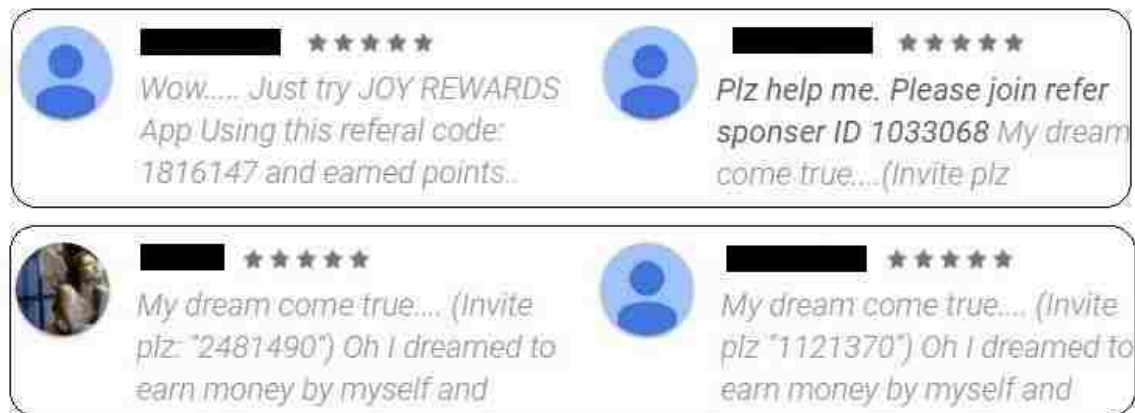 Wow..... Just try JOY REWARDS
App Using this referal code:
1816147 and earned points..
Plz help me. Please join refer
sponser ID 1033068 My dream
come true....(Invite plz
My dream come true.... (Invite
plz: "2481490") Oh I dreamed to
earn money by myself and
My dream come true.... (Invite
plz "1121370") Oh I dreamed to
earn money by myself and